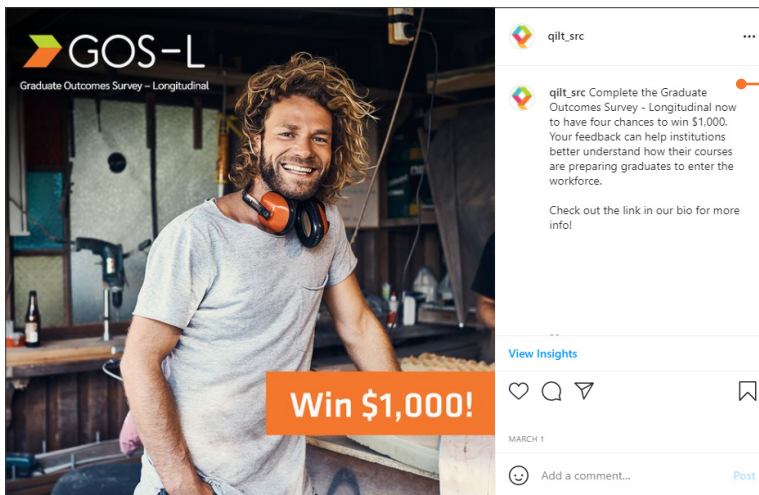 GOS-L
Graduate Outcomes Survey – Longitudinal
Win $1,000!
qilt_src
qilt_src Complete the Graduate
Outcomes Survey - Longitudinal now
to have four chances to win $1,000.
Your feedback can help institutions
better understand how their courses
are preparing graduates to enter the
workforce.
Check out the link in our bio for more
info!
View Insights
MARCH 1
Add a comment...
Post